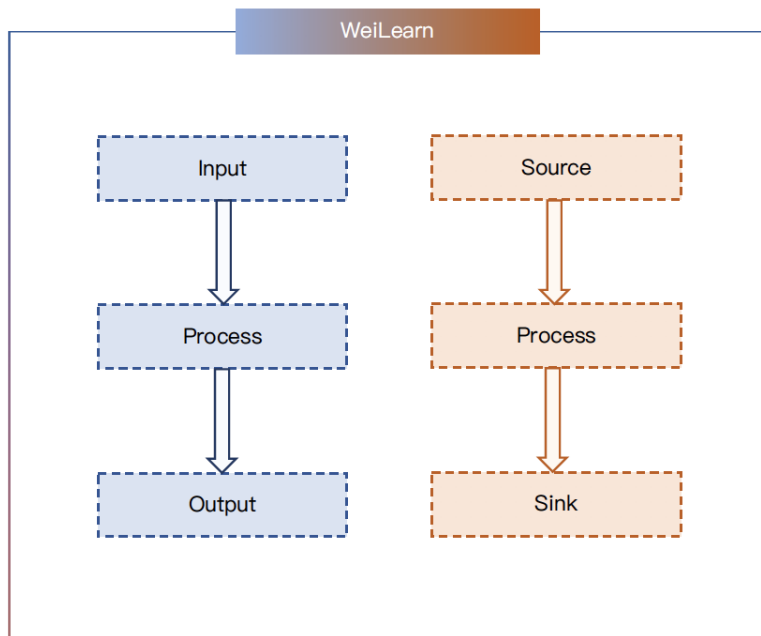 WeiLearn
Input
Source
Process
Process
Output
Sink